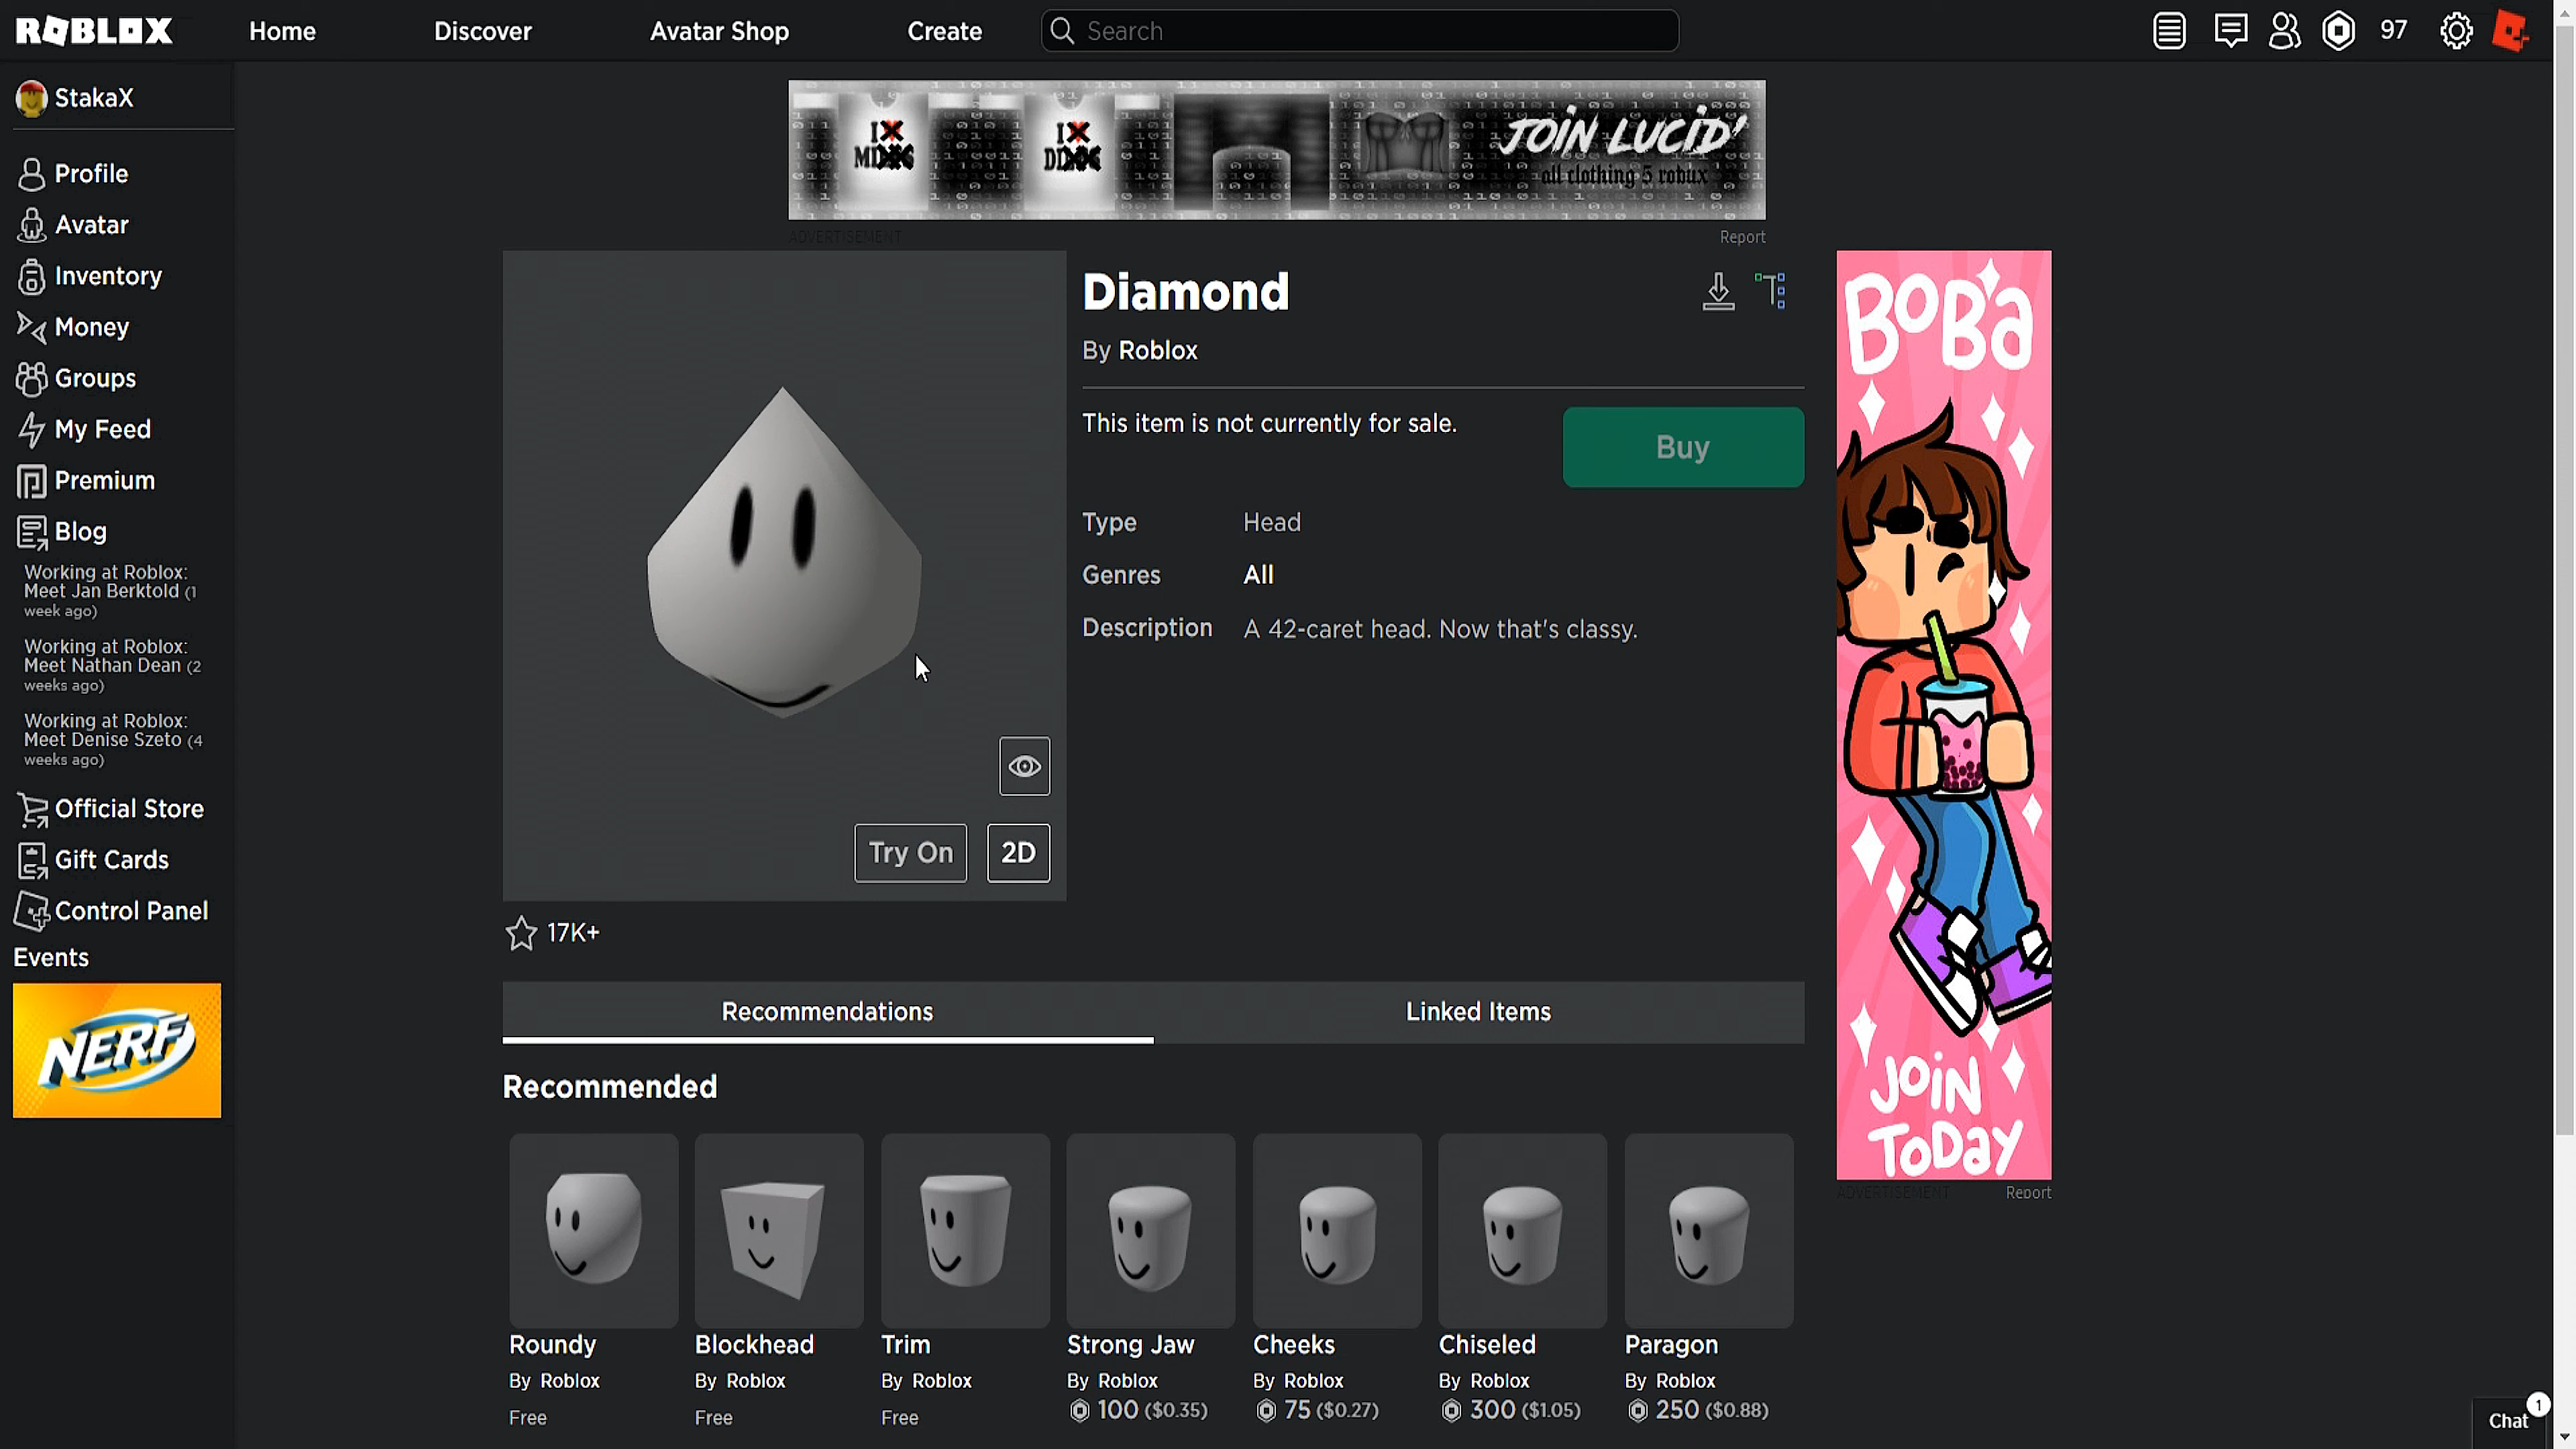 ROBLOX
Home
Discover
Avatar Shop
Create
Search
97
StakaX
Profile
Avatar
Inventory
Money
Groups
My Feed
Premium
Blog
Working at Roblox:
Meet Jan Berktold (1
week ago)
Working at Roblox:
Meet Nathan Dean (2
weeks ago)
Working at Roblox:
Meet Denise Szeto (4
weeks ago)
Official Store
Gift Cards
Control Panel
Events
NERF
JOIN LUCID'
all clothing 5 robux
ADVERTISEMENT
Report
Diamond
By Roblox
This item is not currently for sale.
Buy
Type Head
Genres All
Description A 42-caret head. Now that's classy.
Try On
2D
17K+
Recommendations
Linked Items
Recommended
Roundy
By Roblox
Free
Blockhead
By Roblox
Free
Trim
By Roblox
Free
Strong Jaw
By Roblox
100 ($0.35)
Cheeks
By Roblox
75 ($0.27)
Chiseled
By Roblox
300 ($1.05)
Paragon
By Roblox
250 ($0.88)
BOBa
JOiN
ToDay
ADVERTISEMENT
Report
Chat
1